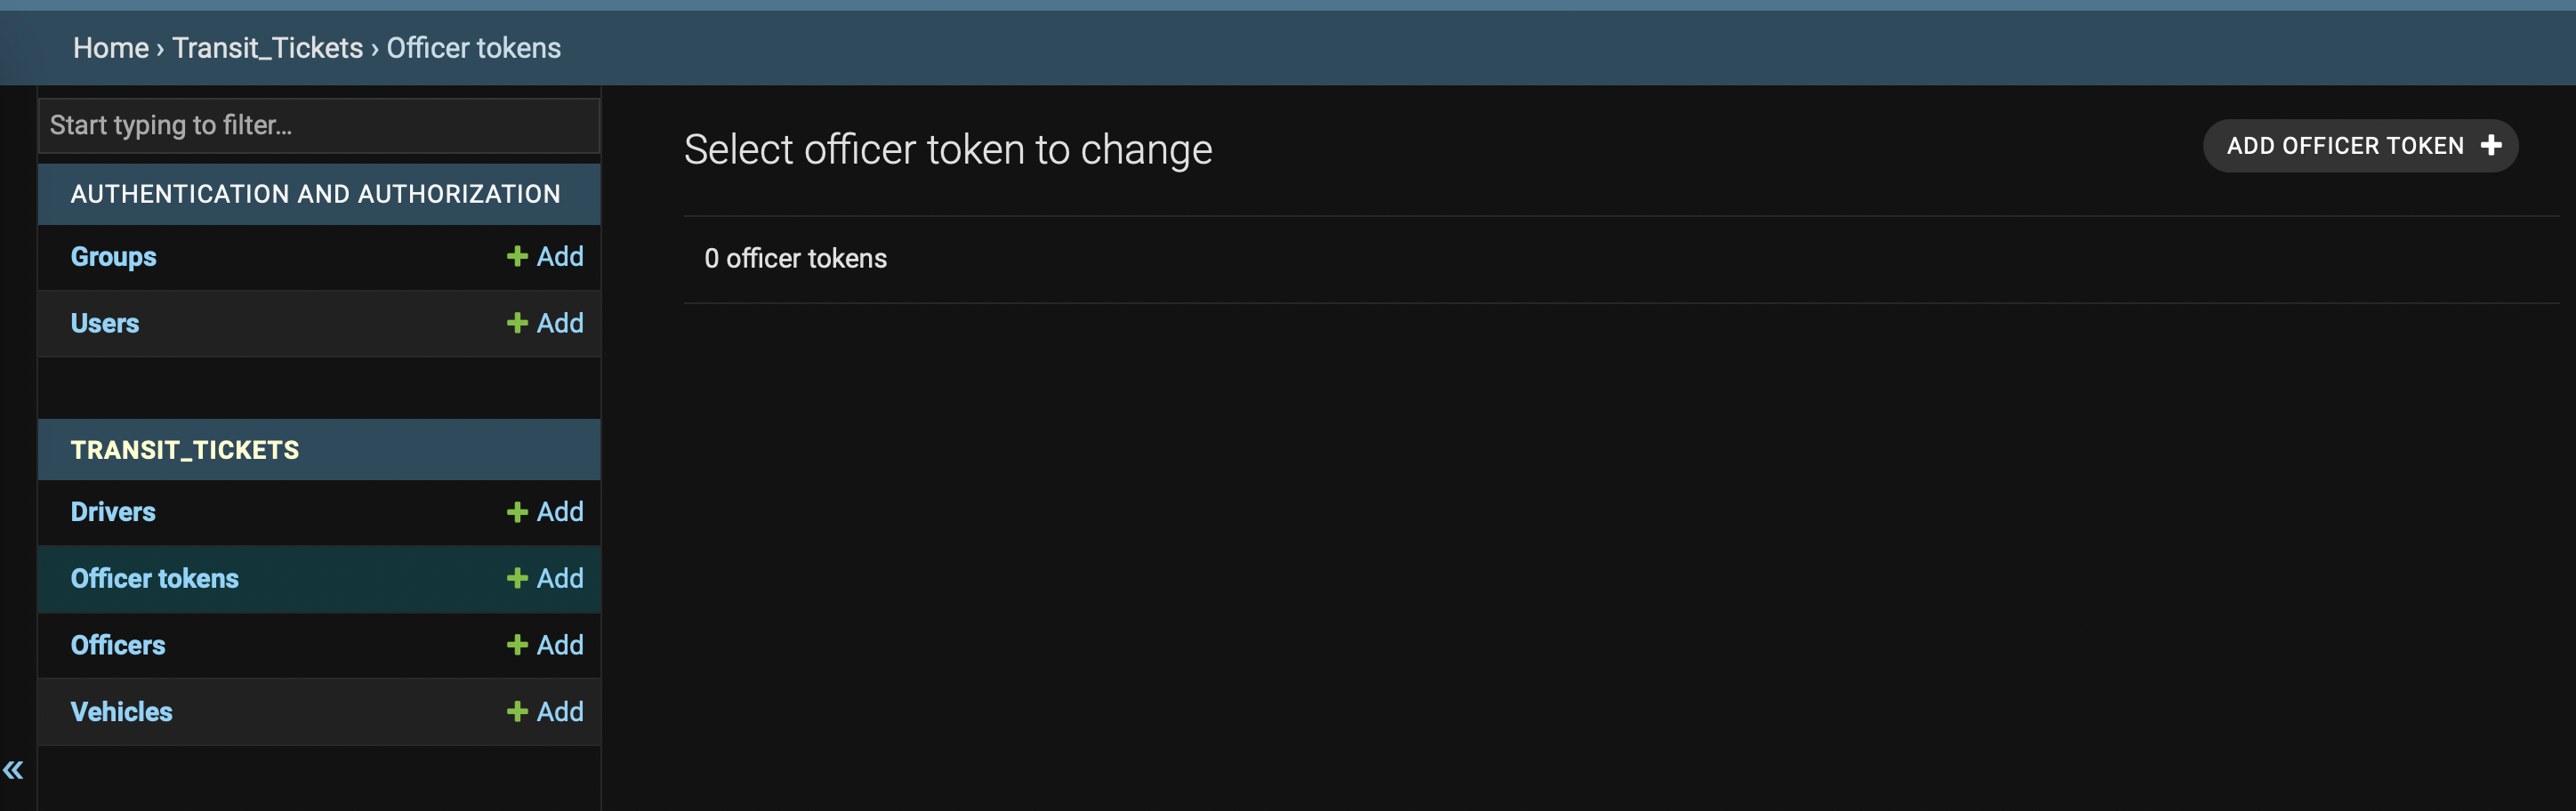 Home › Transit_Tickets › Officer tokens
Start typing to filter...
AUTHENTICATION AND AUTHORIZATION
Groups + Add
Users + Add
TRANSIT_TICKETS
Drivers + Add
Officer tokens + Add
Officers + Add
Vehicles + Add
«
Select officer token to change
ADD OFFICER TOKEN +
0 officer tokens